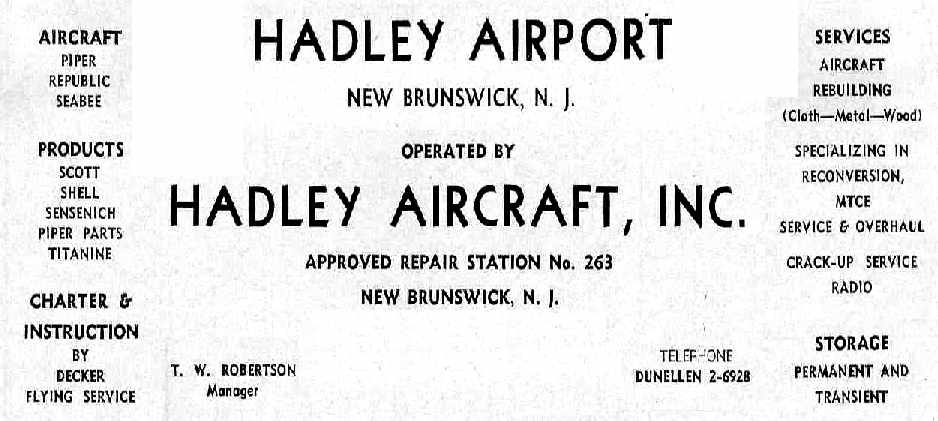 AIRCRAFT
PIPER
REPUBLIC
SEABEE
PRODUCTS
SCOTT
SHELL
SENSENICH
PIPER PARTS
TITANINE
CHARTER &
INSTRUCTION
BY
DECKER
FLYING SERVICE
HADLEY AIRPORT
NEW BRUNSWICK, N. J.
OPERATED BY
HADLEY AIRCRAFT, INC.
APPROVED REPAIR STATION No. 263
NEW BRUNSWICK, N. J.
T. W. ROBERTSON
Manager
TELEPHONE
DUNELLEN 2-6928
SERVICES
AIRCRAFT
REBUILDING
(Cloth—Metal—Wood)
SPECIALIZING IN
RECONVERSION,
MTCE
SERVICE & OVERHAUL
CRACK-UP SERVICE
RADIO
STORAGE
PERMANENT AND
TRANSIENT